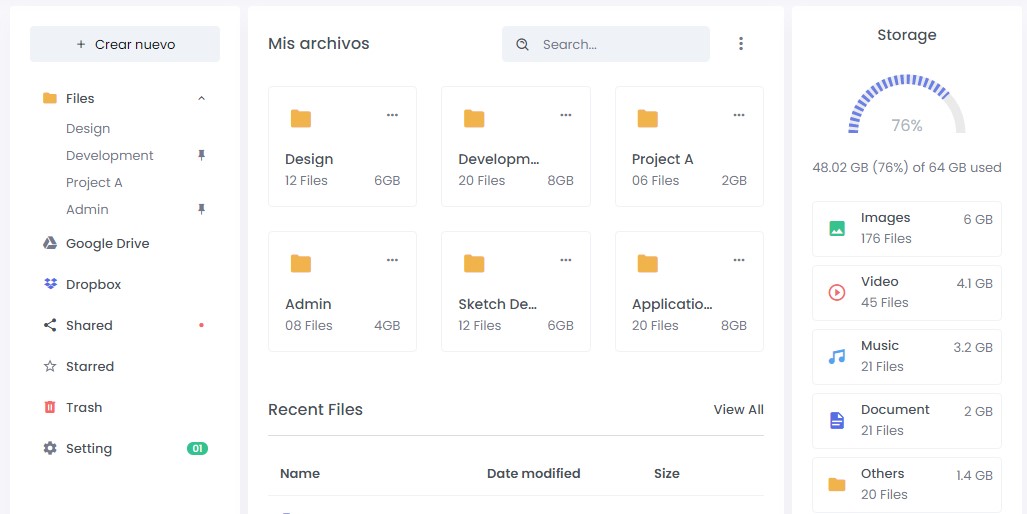 + Crear nuevo
Files
Design
Development
Project A
Admin
Google Drive
Dropbox
Shared
Starred
Trash
Setting 01
Mis archivos
Search...
Design
12 Files 6GB
Developm...
20 Files 8GB
Project A
06 Files 2GB
Admin
08 Files 4GB
Sketch De...
12 Files 6GB
Applicatio...
20 Files 8GB
Recent Files View All
Name Date modified Size
Storage
76%
48.02 GB (76%) of 64 GB used
Images 6 GB
176 Files
Video 4.1 GB
45 Files
Music 3.2 GB
21 Files
Document 2 GB
21 Files
Others 1.4 GB
20 Files